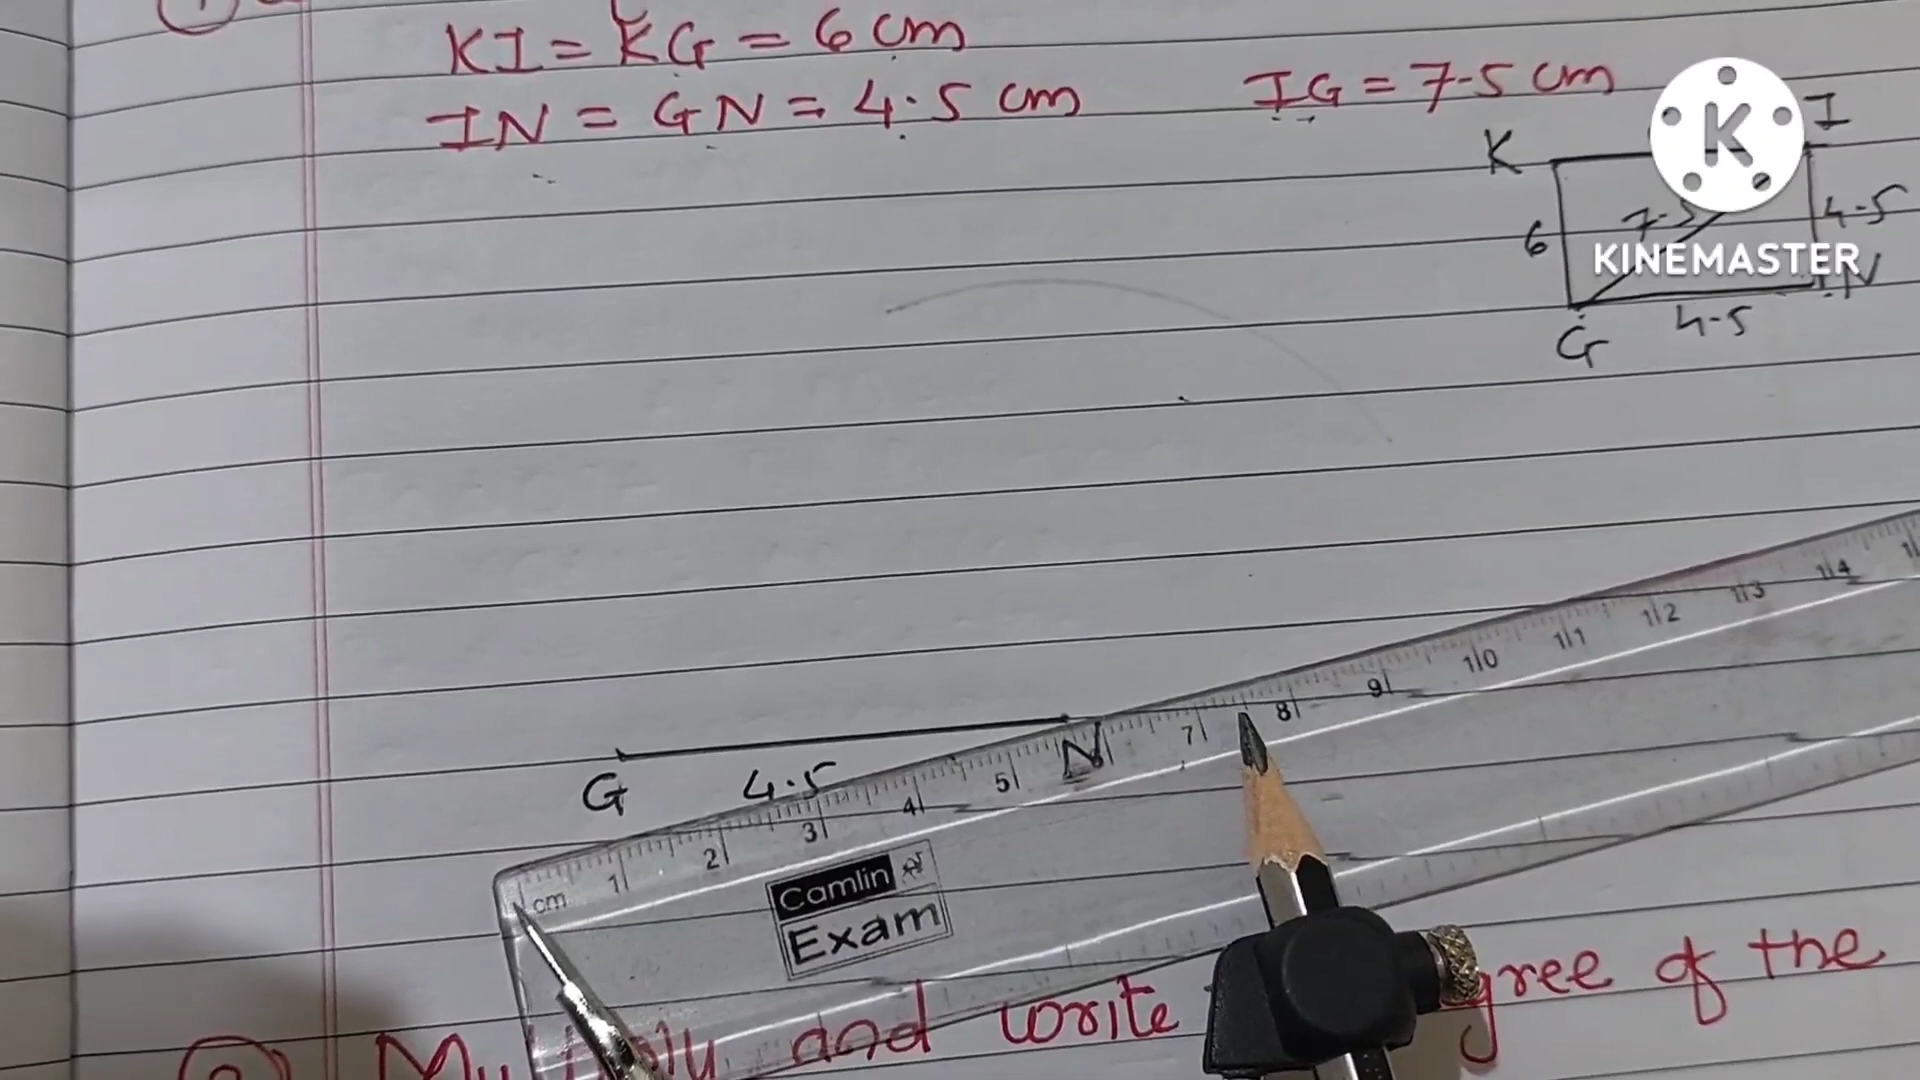 KI = KG = 6 cm
IN = GN = 4.5 cm
IG = 7.5 cm
K
I
K
6
7-5
4-5
KINEMASTER
N
G
4-5
G
4.5
N
cm 1 2 3 4 5 7 8 9 10 11 12 13 14
Camlin
Exam
and write
of the